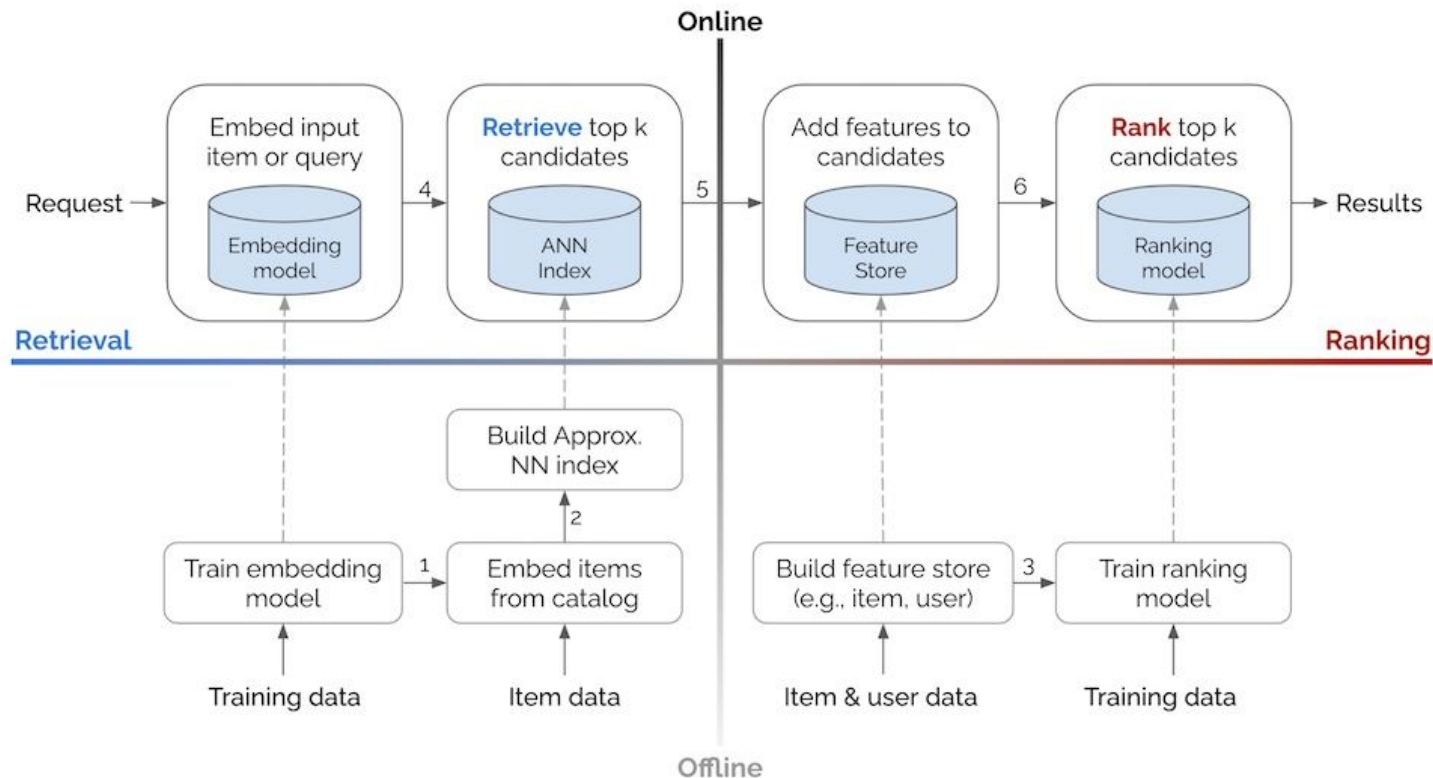 Online
Embed input
item or query
Embedding
model
Retrieve top k
candidates
ANN
Index
Add features to
candidates
Feature
Store
Rank top k
candidates
Ranking
model
Request
4
5
6
Results
Retrieval
Ranking
Build Approx.
NN index
2
Train embedding
model
1
Embed items
from catalog
Build feature store
(e.g., item, user)
3
Train ranking
model
Training data
Item data
Item & user data
Training data
Offline